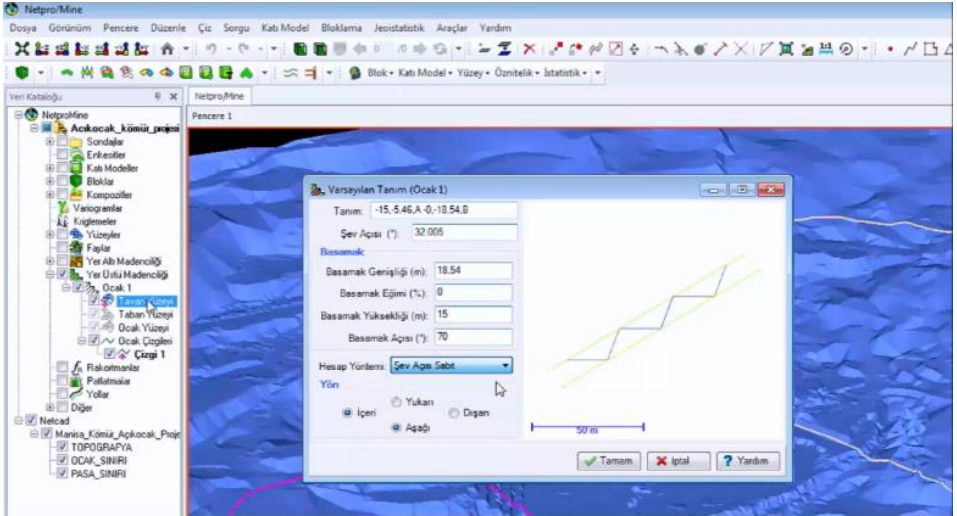 Netpro/Mine
Dosya Görünüm Pencere Düzenle Çiz Sorgu Katı Model Bloklama Jeoistatistik Araçlar Yardım
Blok Katı Model Yüzey Öznitelik İstatistik
Veri Kataloğu
Netpro/Mine
Pencere 1
NetproMine
Acıkocak_kömür_projesi
Sondajlar
Enkesitler
Katı Modeller
Bloklar
Kompozitler
Variogramlar
Kriglemeler
Yüzeyler
Faylar
Yer Altı Madenciliği
Yer Üstü Madenciliği
Ocak 1
Tavan Yüzeyi
Taban Yüzeyi
Ocak Yüzeyi
Ocak Çizgileri
Çizgi 1
Rakortmanlar
Patlatmalar
Yollar
Diğer
Netcad
Manisa_Kömür_Açıkocak_Proje
TOPOGRAFYA
OCAK_SINIRI
PASA_SINIRI
Varsayılan Tanım (Ocak 1)
Tanım: -15,-5.46,A -0,-18.54,B
Şev Açısı (°): 32.005
Basamak
Basamak Genişliği (m): 18.54
Basamak Eğimi (%): 0
Basamak Yüksekliği (m): 15
Basamak Açısı (°): 70
Hesap Yöntemi: Şev Açısı Sabit
Yön
Yukarı
İçeri Dışarı
Aşağı
50 m
Tamam İptal Yardım